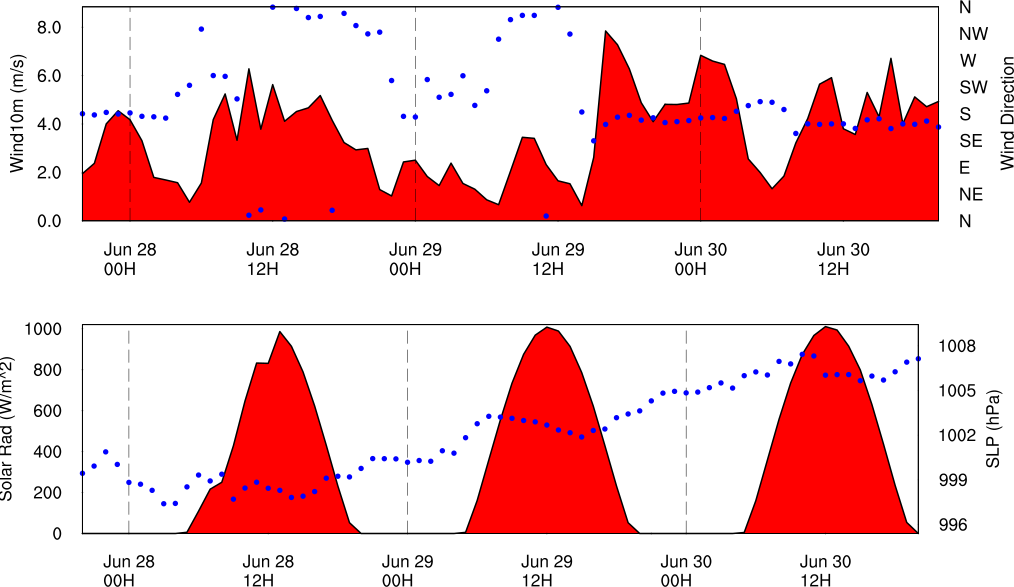 8.0
6.0
4.0
2.0
0.0
Wind10m (m/s)
N
NW
W
SW
S
SE
E
NE
N
Wind Direction
Jun 28 Jun 28 Jun 29 Jun 29 Jun 30 Jun 30
00H 12H 00H 12H 00H 12H
1000
800
600
400
200
0
Solar Rad (W/m^2)
1008
1005
1002
999
996
SLP (hPa)
Jun 28 Jun 28 Jun 29 Jun 29 Jun 30 Jun 30
00H 12H 00H 12H 00H 12H